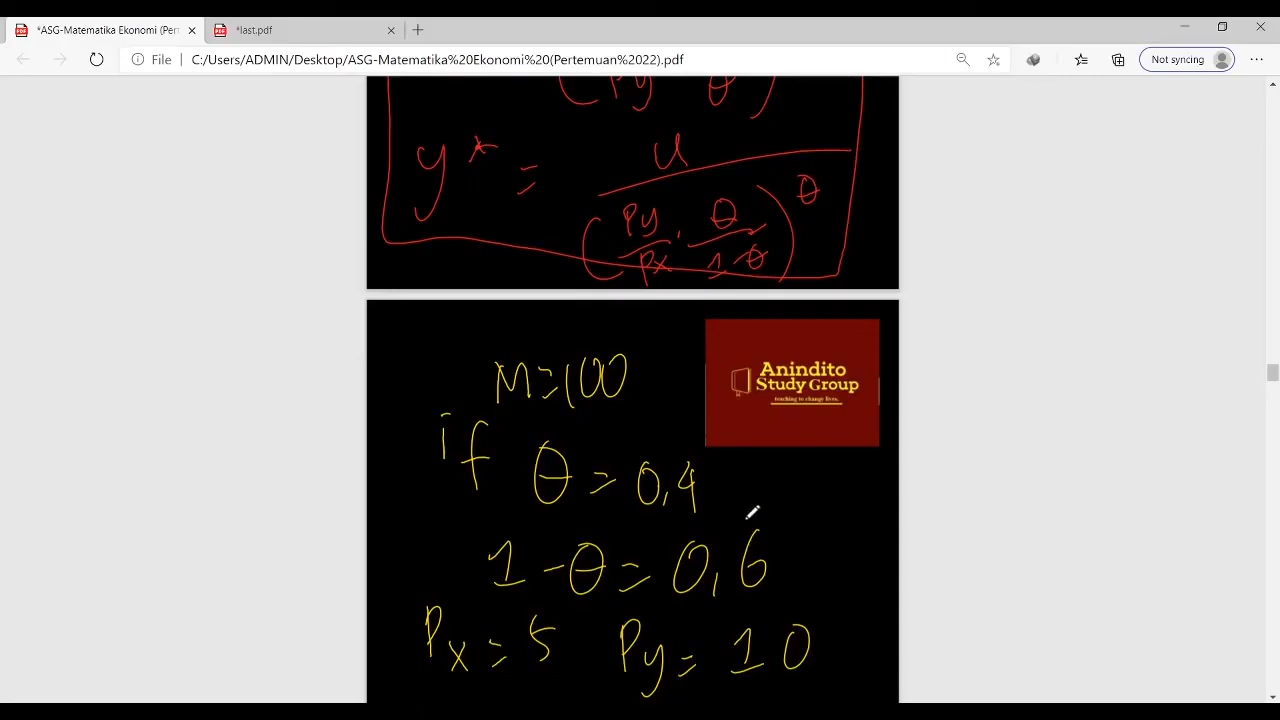 *ASG-Matematika Ekonomi (Pert
*last.pdf
File
C:/Users/ADMIN/Desktop/ASG-Matematika%20Ekonomi%20(Pertemuan%2022).pdf
Not syncing
(Py θ)
y* = u
(Py/Px . θ/1-θ)^θ
M=100
if θ = 0,4
1-θ = 0,6
Px = 5 Py = 10
Anindito
Study Group
teaching to change lives.